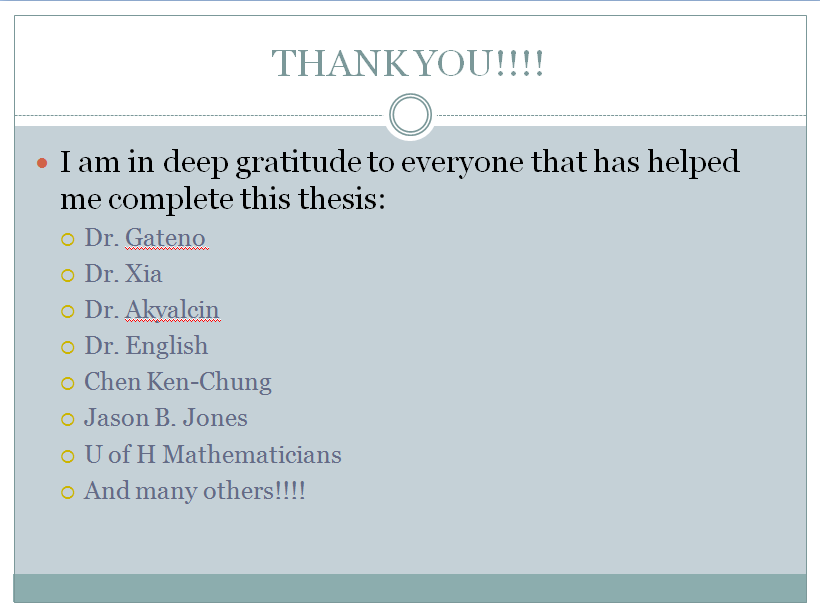 THANK YOU!!!!
I am in deep gratitude to everyone that has helped
me complete this thesis:
Dr. Gateno
Dr. Xia
Dr. Akyalcin
Dr. English
Chen Ken-Chung
Jason B. Jones
U of H Mathematicians
And many others!!!!